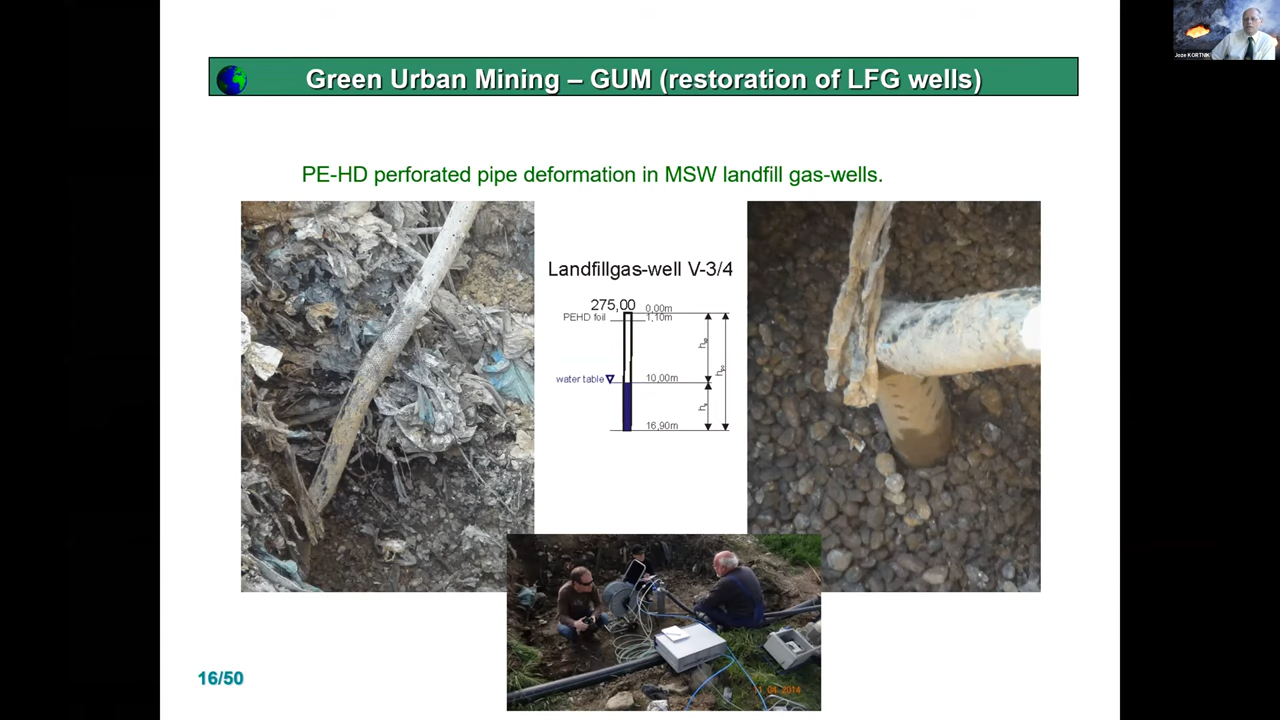 Joze KORTNIK
Green Urban Mining – GUM (restoration of LFG wells)
PE-HD perforated pipe deformation in MSW landfill gas-wells.
Landfillgas-well V-3/4
275,00
0,00m
PEHD foil
1,10m
water table
10,00m
16,90m
16/50